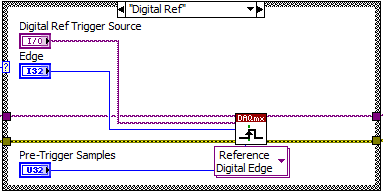 "Digital Ref"
Digital Ref Trigger Source
I/O
Edge
I32
?
DAQmx
Pre-Trigger Samples
U32
Reference
Digital Edge